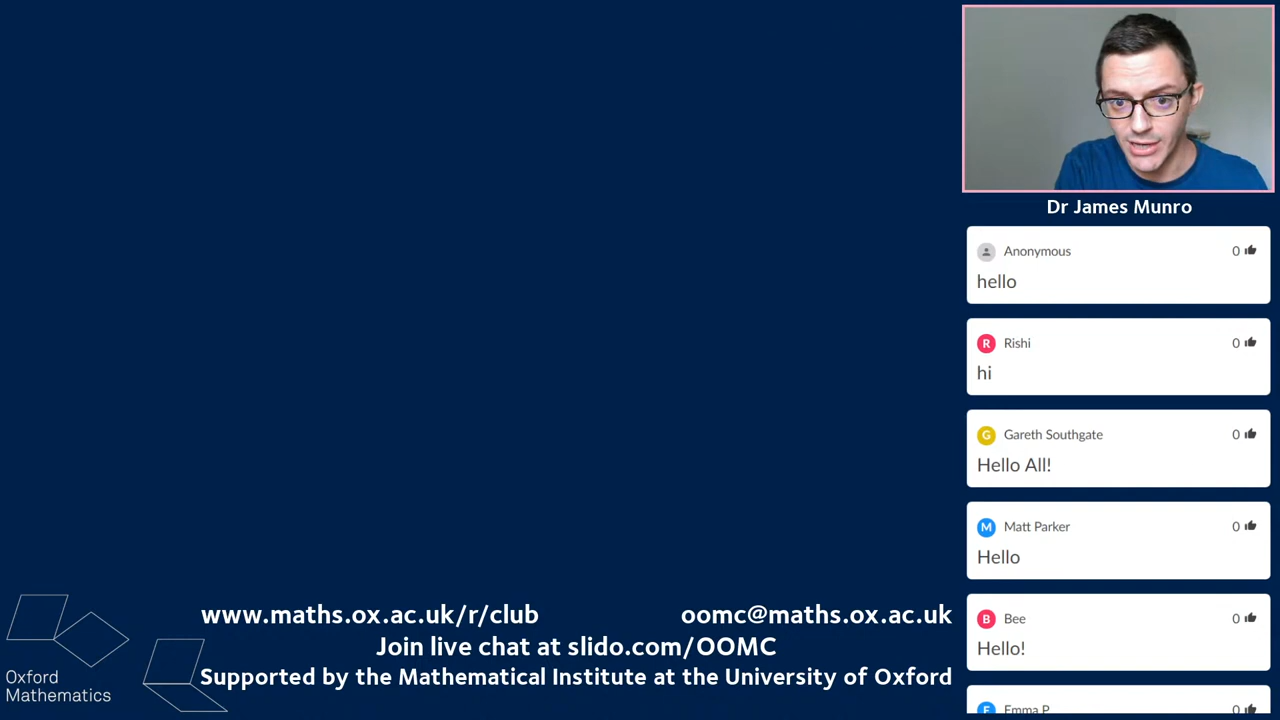 Dr James Munro
Anonymous
0
hello
R
Rishi
0
hi
G
Gareth Southgate
0
Hello All!
M
Matt Parker
0
Hello
B
Bee
0
Hello!
E
Emma P
0
www.maths.ox.ac.uk/r/club
oomc@maths.ox.ac.uk
Join live chat at slido.com/OOMC
Supported by the Mathematical Institute at the University of Oxford
Oxford
Mathematics